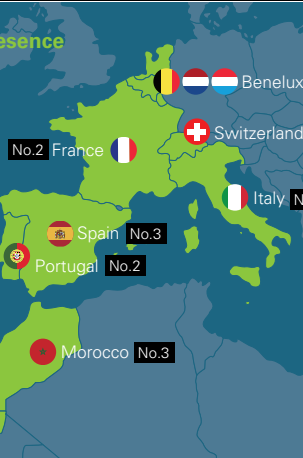 esence
Benelux
Switzerland
No.2 France
Italy N
Spain No.3
Portugal No.2
Morocco No.3